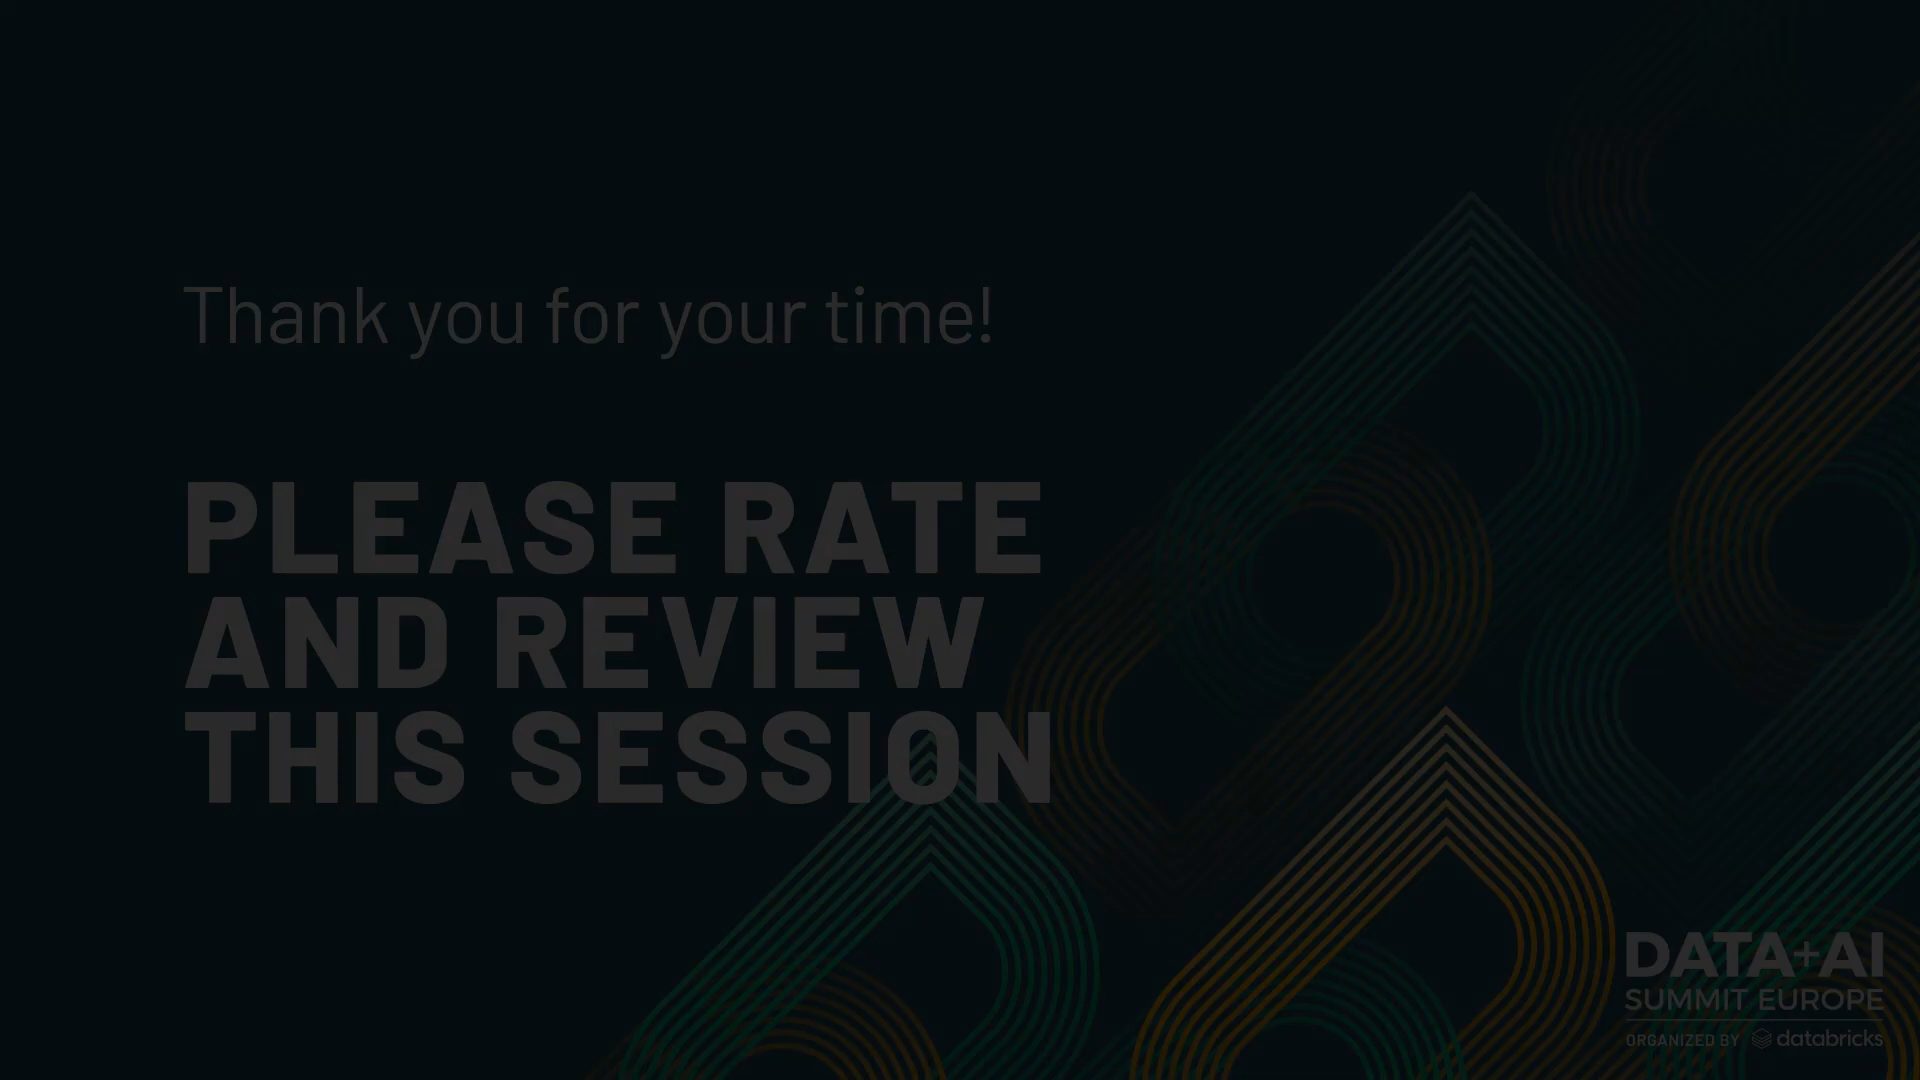 Thank you for your time!
PLEASE RATE
AND REVIEW
THIS SESSION
DATA+AI
SUMMIT EUROPE
ORGANIZED BY databricks